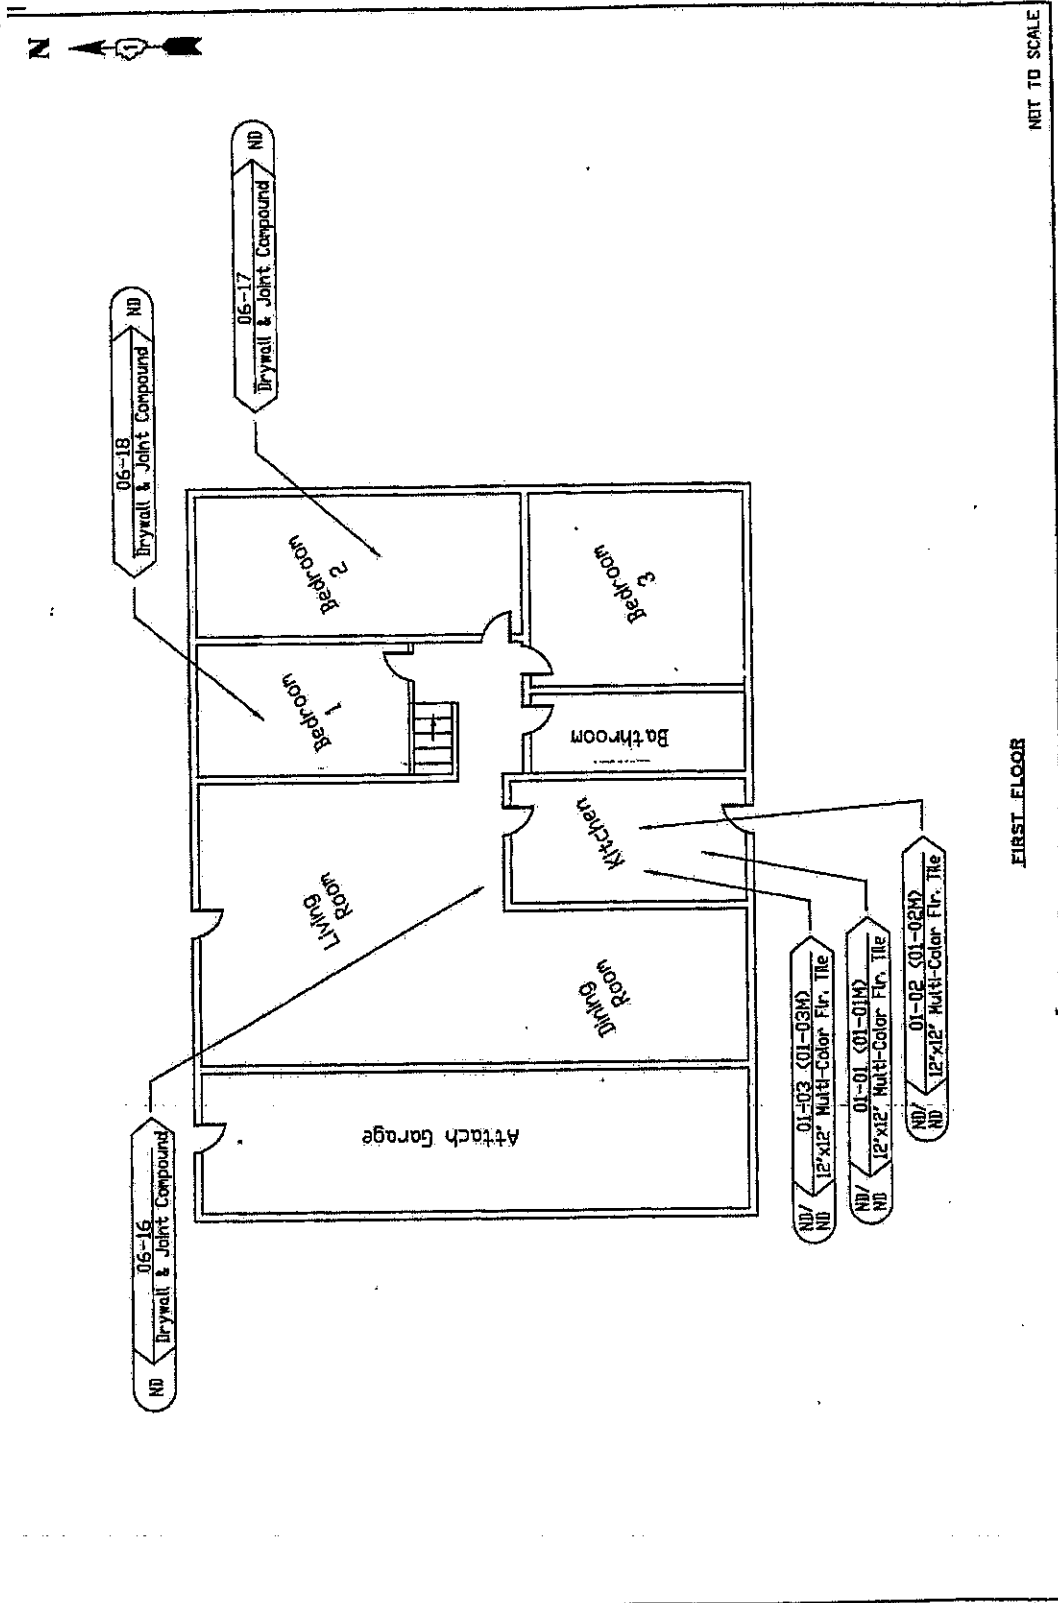 N
1
06-16
Drywall & Joint Compound
ND
06-18
Drywall & Joint Compound
ND
06-17
Drywall & Joint Compound
ND
Attach Garage
Living
Room
Dining
Room
Bedroom
1
Bedroom
2
Bedroom
3
Kitchen
Bathroom
01-03 (01-03M)
12"x12" Multi-Color Flr. Tile
ND/
ND
01-01 (01-01M)
12"x12" Multi-Color Flr. Tile
ND/
ND
01-02 (01-02M)
12"x12" Multi-Color Flr. Tile
ND/
ND
FIRST FLOOR
NOT TO SCALE